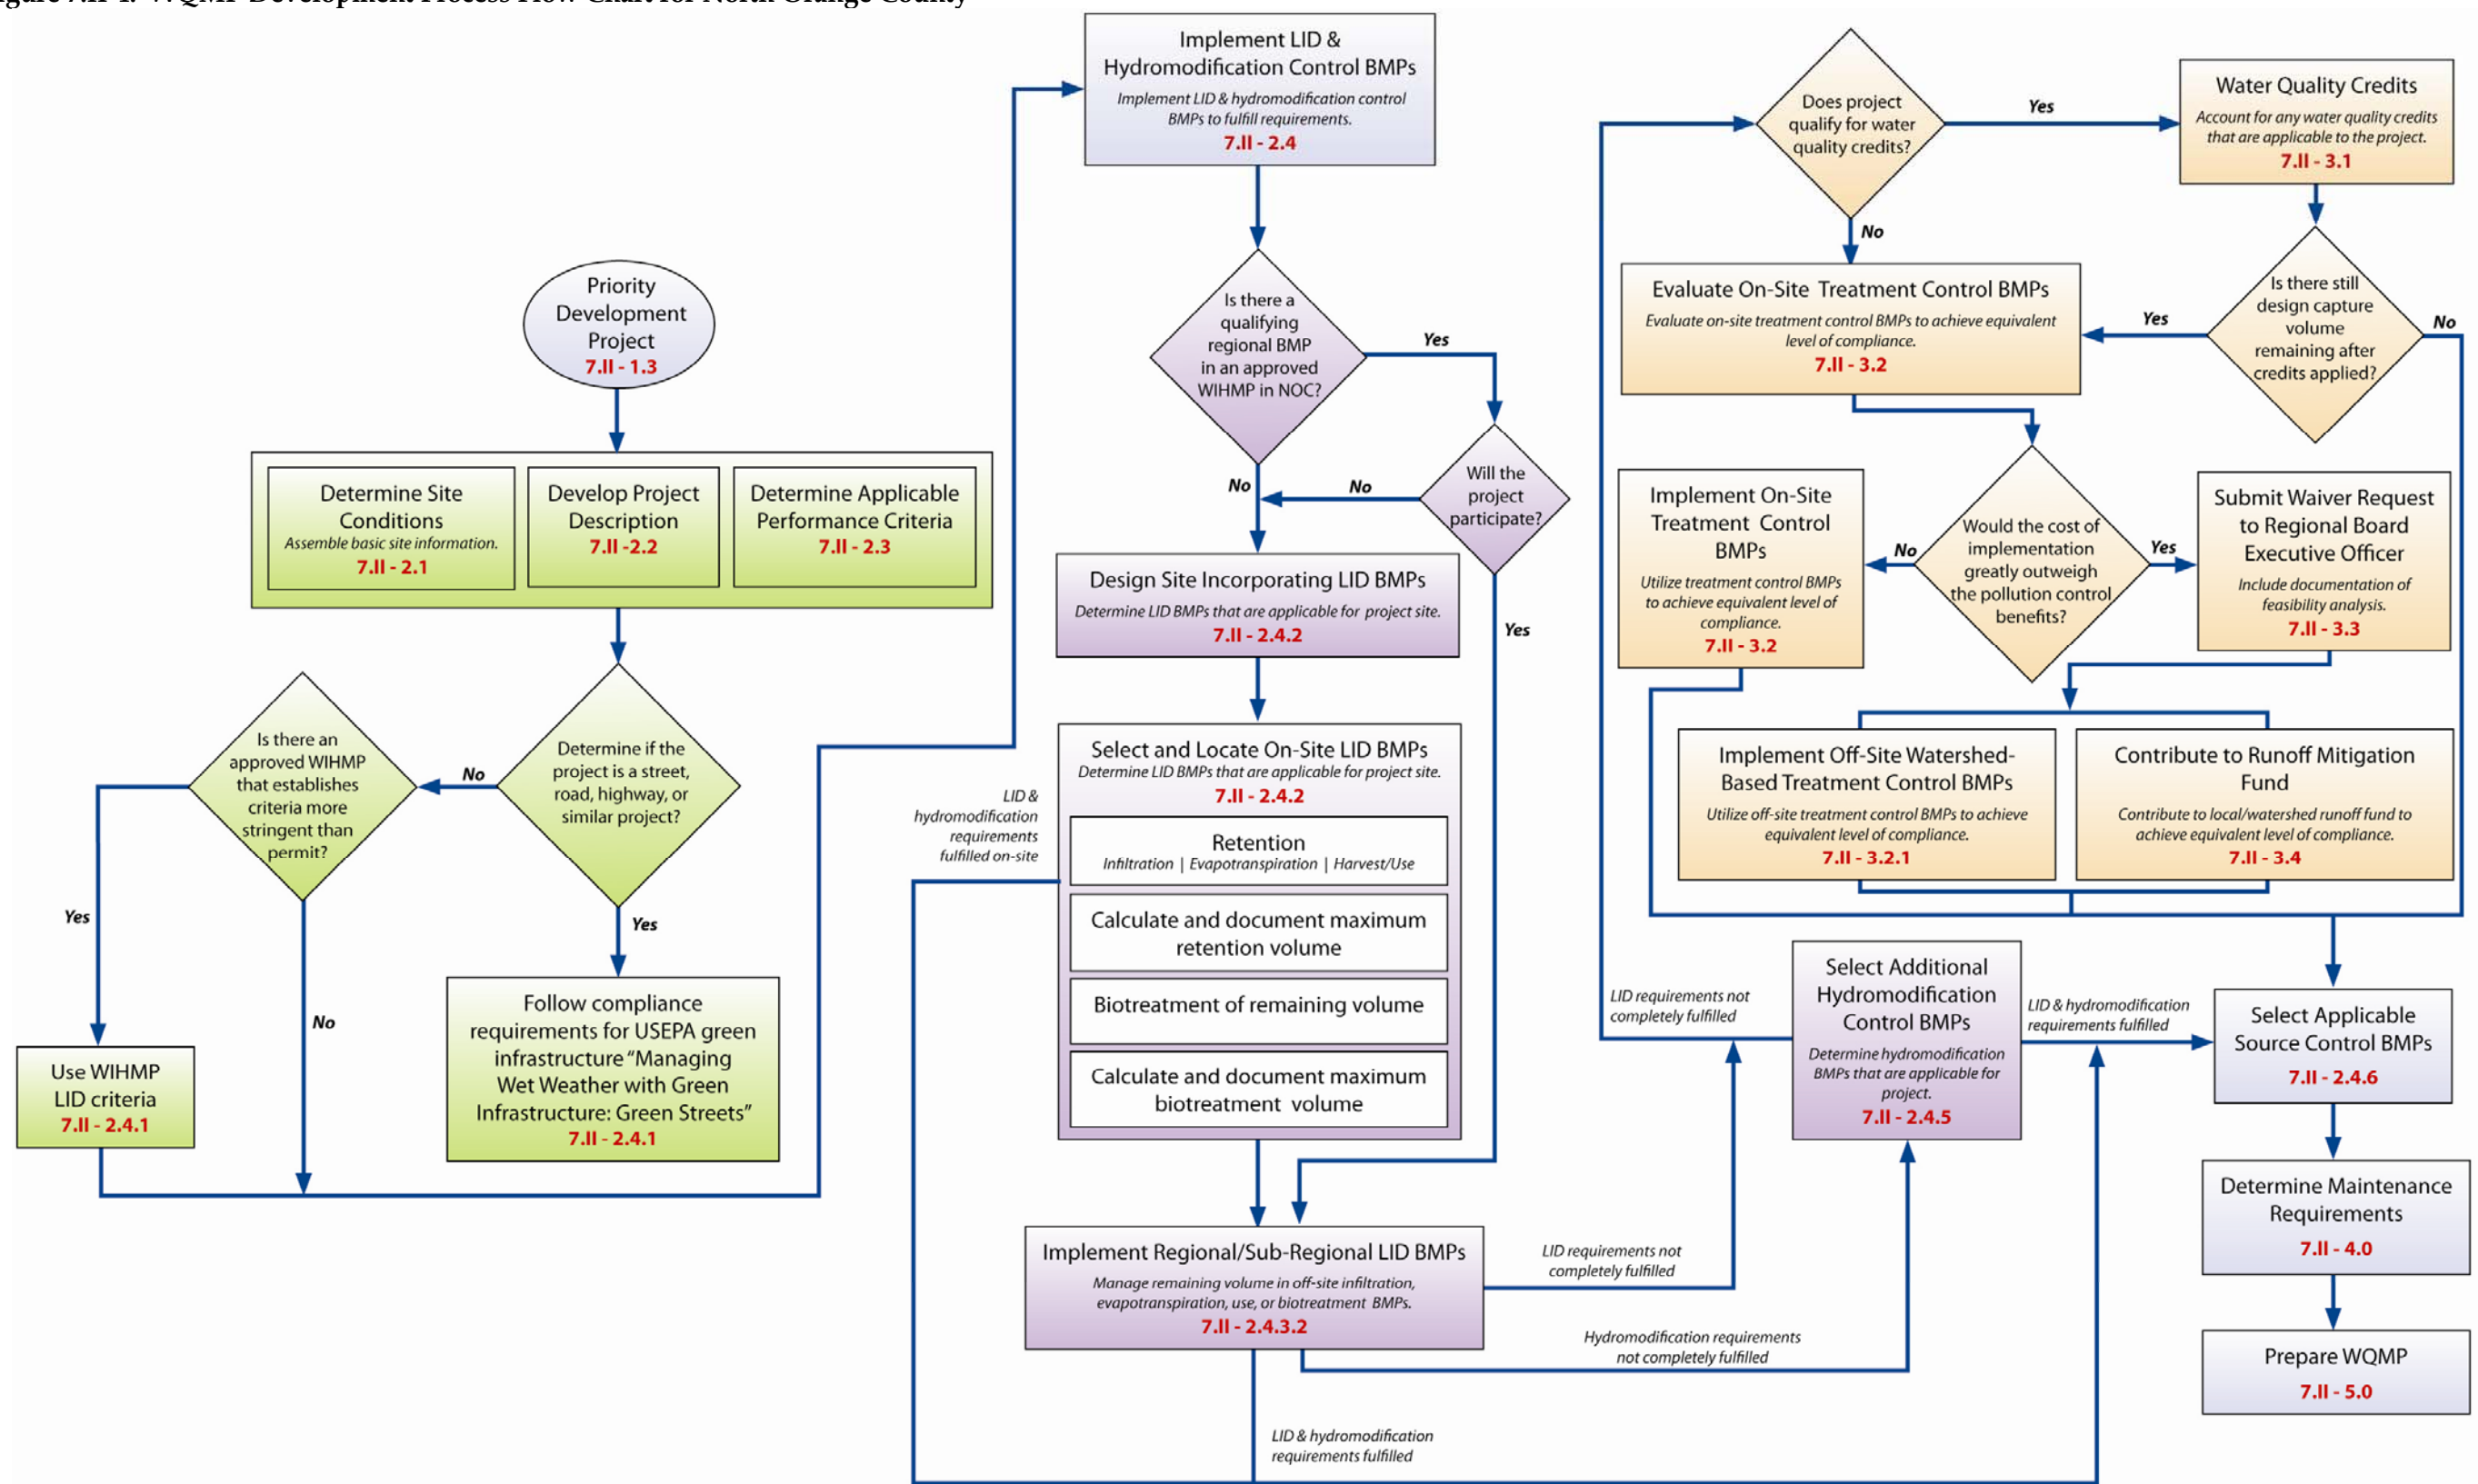 Figure 7.II-1. WQMP Development Process Flow Chart for North Orange County
Priority
Development
Project
7.II - 1.3
Determine Site
Conditions
Assemble basic site information.
7.II - 2.1
Develop Project
Description
7.II -2.2
Determine Applicable
Performance Criteria
7.II - 2.3
Is there an
approved WIHMP
that establishes
criteria more
stringent than
permit?
No
Determine if the
project is a street,
road, highway, or
similar project?
Yes
No
Yes
Use WIHMP
LID criteria
7.II - 2.4.1
Follow compliance
requirements for USEPA green
infrastructure “Managing
Wet Weather with Green
Infrastructure: Green Streets”
7.II - 2.4.1
Implement LID &
Hydromodification Control BMPs
Implement LID & hydromodification control
BMPs to fulfill requirements.
7.II - 2.4
Is there a
qualifying
regional BMP
in an approved
WIHMP in NOC?
Yes
No
No
Will the
project
participate?
Yes
Design Site Incorporating LID BMPs
Determine LID BMPs that are applicable for project site.
7.II - 2.4.2
Select and Locate On-Site LID BMPs
Determine LID BMPs that are applicable for project site.
7.II - 2.4.2
Retention
Infiltration | Evapotranspiration | Harvest/Use
Calculate and document maximum
retention volume
Biotreatment of remaining volume
Calculate and document maximum
biotreatment volume
LID &
hydromodification
requirements
fulfilled on-site
Implement Regional/Sub-Regional LID BMPs
Manage remaining volume in off-site infiltration,
evapotranspiration, use, or biotreatment BMPs.
7.II - 2.4.3.2
LID requirements not
completely fulfilled
Hydromodification requirements
not completely fulfilled
LID & hydromodification
requirements fulfilled
Does project
qualify for water
quality credits?
Yes
No
Water Quality Credits
Account for any water quality credits
that are applicable to the project.
7.II - 3.1
Evaluate On-Site Treatment Control BMPs
Evaluate on-site treatment control BMPs to achieve equivalent
level of compliance.
7.II - 3.2
Yes
Is there still
design capture
volume
remaining after
credits applied?
No
Implement On-Site
Treatment Control
BMPs
Utilize treatment control BMPs
to achieve equivalent level of
compliance.
7.II - 3.2
No
Would the cost of
implementation
greatly outweigh
the pollution control
benefits?
Yes
Submit Waiver Request
to Regional Board
Executive Officer
Include documentation of
feasibility analysis.
7.II - 3.3
Implement Off-Site Watershed-
Based Treatment Control BMPs
Utilize off-site treatment control BMPs to achieve
equivalent level of compliance.
7.II - 3.2.1
Contribute to Runoff Mitigation
Fund
Contribute to local/watershed runoff fund to
achieve equivalent level of compliance.
7.II - 3.4
LID requirements not
completely fulfilled
Select Additional
Hydromodification
Control BMPs
Determine hydromodification
BMPs that are applicable for
project.
7.II - 2.4.5
LID & hydromodification
requirements fulfilled
Select Applicable
Source Control BMPs
7.II - 2.4.6
Determine Maintenance
Requirements
7.II - 4.0
Prepare WQMP
7.II - 5.0